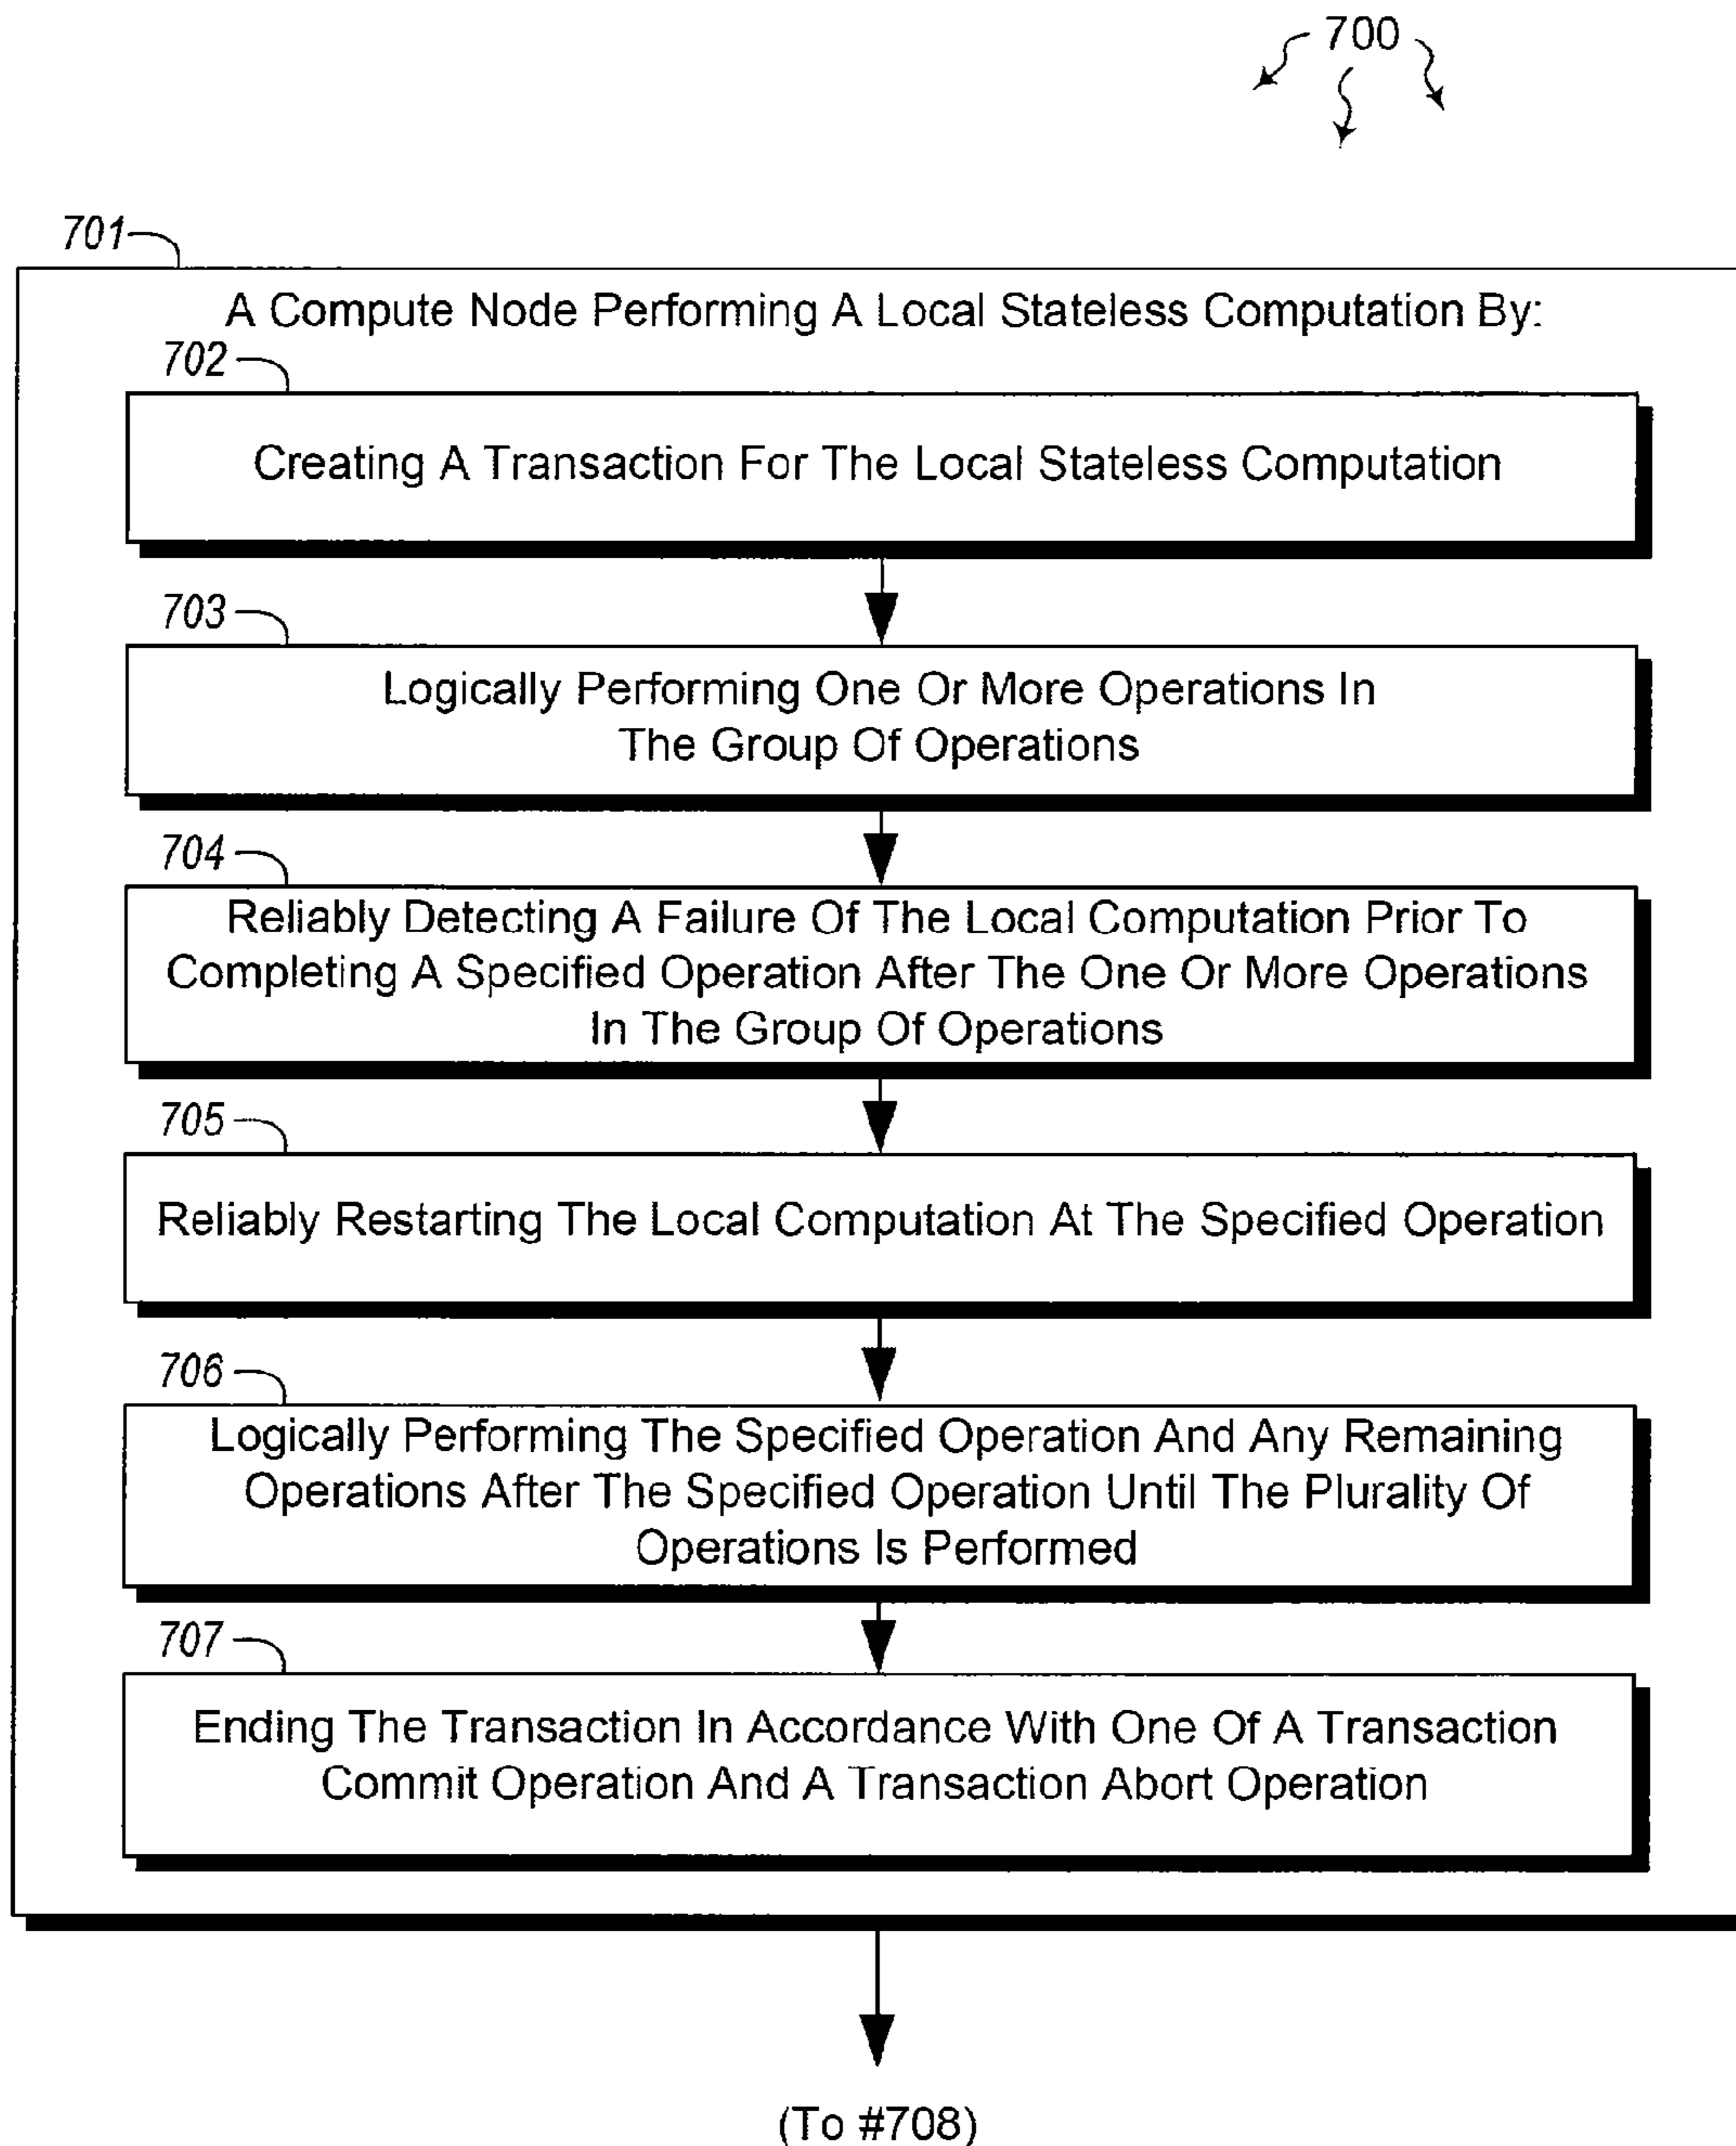 700
701
A Compute Node Performing A Local Stateless Computation By:
702
Creating A Transaction For The Local Stateless Computation
703
Logically Performing One Or More Operations In
The Group Of Operations
704
Reliably Detecting A Failure Of The Local Computation Prior To
Completing A Specified Operation After The One Or More Operations
In The Group Of Operations
705
Reliably Restarting The Local Computation At The Specified Operation
706
Logically Performing The Specified Operation And Any Remaining
Operations After The Specified Operation Until The Plurality Of
Operations Is Performed
707
Ending The Transaction In Accordance With One Of A Transaction
Commit Operation And A Transaction Abort Operation
(To #708)